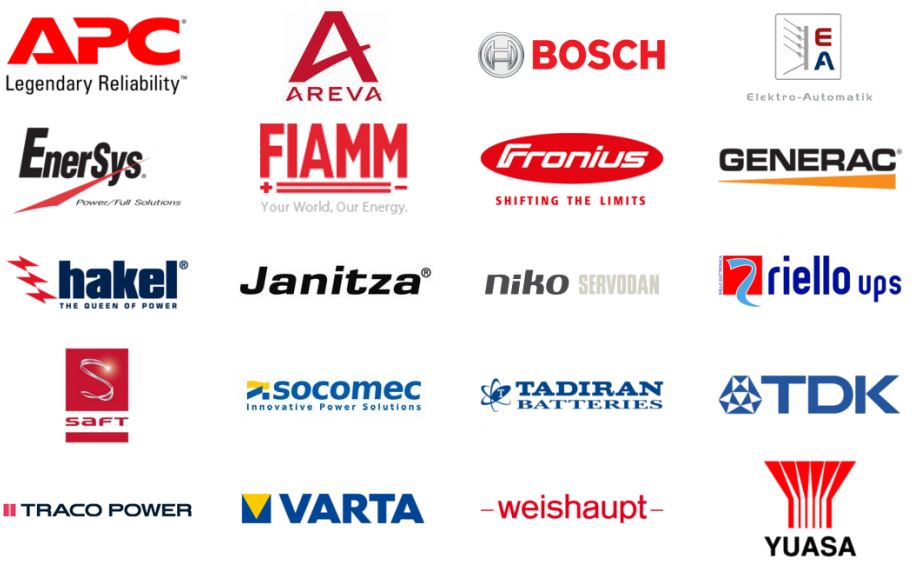 APC®
Legendary Reliability™
AREVA
BOSCH
EA
Elektro-Automatik
EnerSys®
Power/Full Solutions
FIAMM
+ -
Your World, Our Energy.
Fronius
SHIFTING THE LIMITS
GENERAC®
hakel®
THE QUEEN OF POWER
Janitza®
niko SERVODAN
RIELLO ELETTRONICA
riello ups
SAFT
socomec
Innovative Power Solutions
T
TADIRAN
BATTERIES
TDK
TRACO POWER
VARTA
-weishaupt-
YUASA